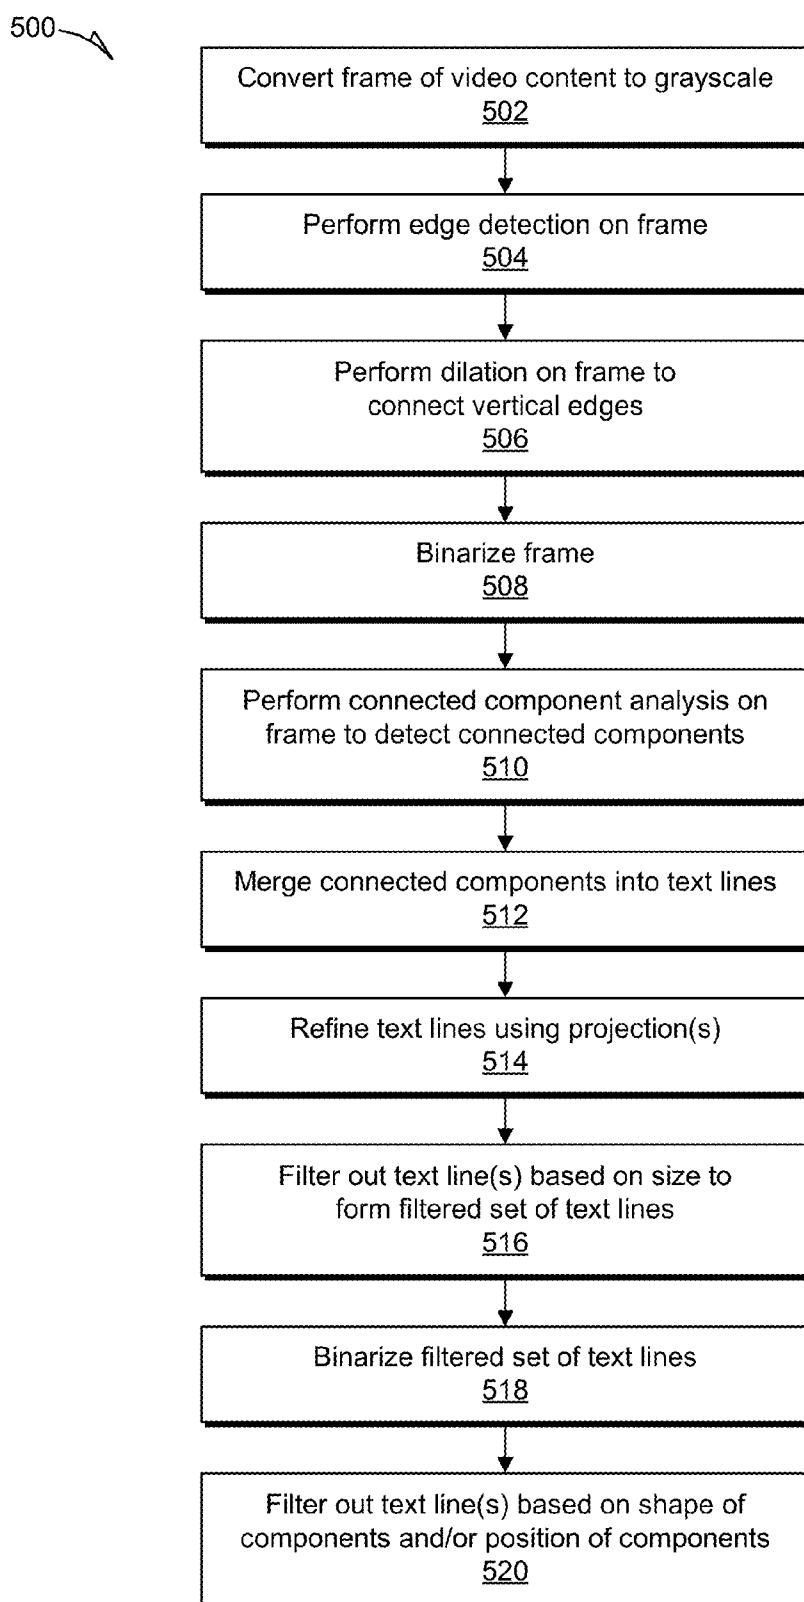 500
Convert frame of video content to grayscale
502
Perform edge detection on frame
504
Perform dilation on frame to
connect vertical edges
506
Binarize frame
508
Perform connected component analysis on
frame to detect connected components
510
Merge connected components into text lines
512
Refine text lines using projection(s)
514
Filter out text line(s) based on size to
form filtered set of text lines
516
Binarize filtered set of text lines
518
Filter out text line(s) based on shape of
components and/or position of components
520